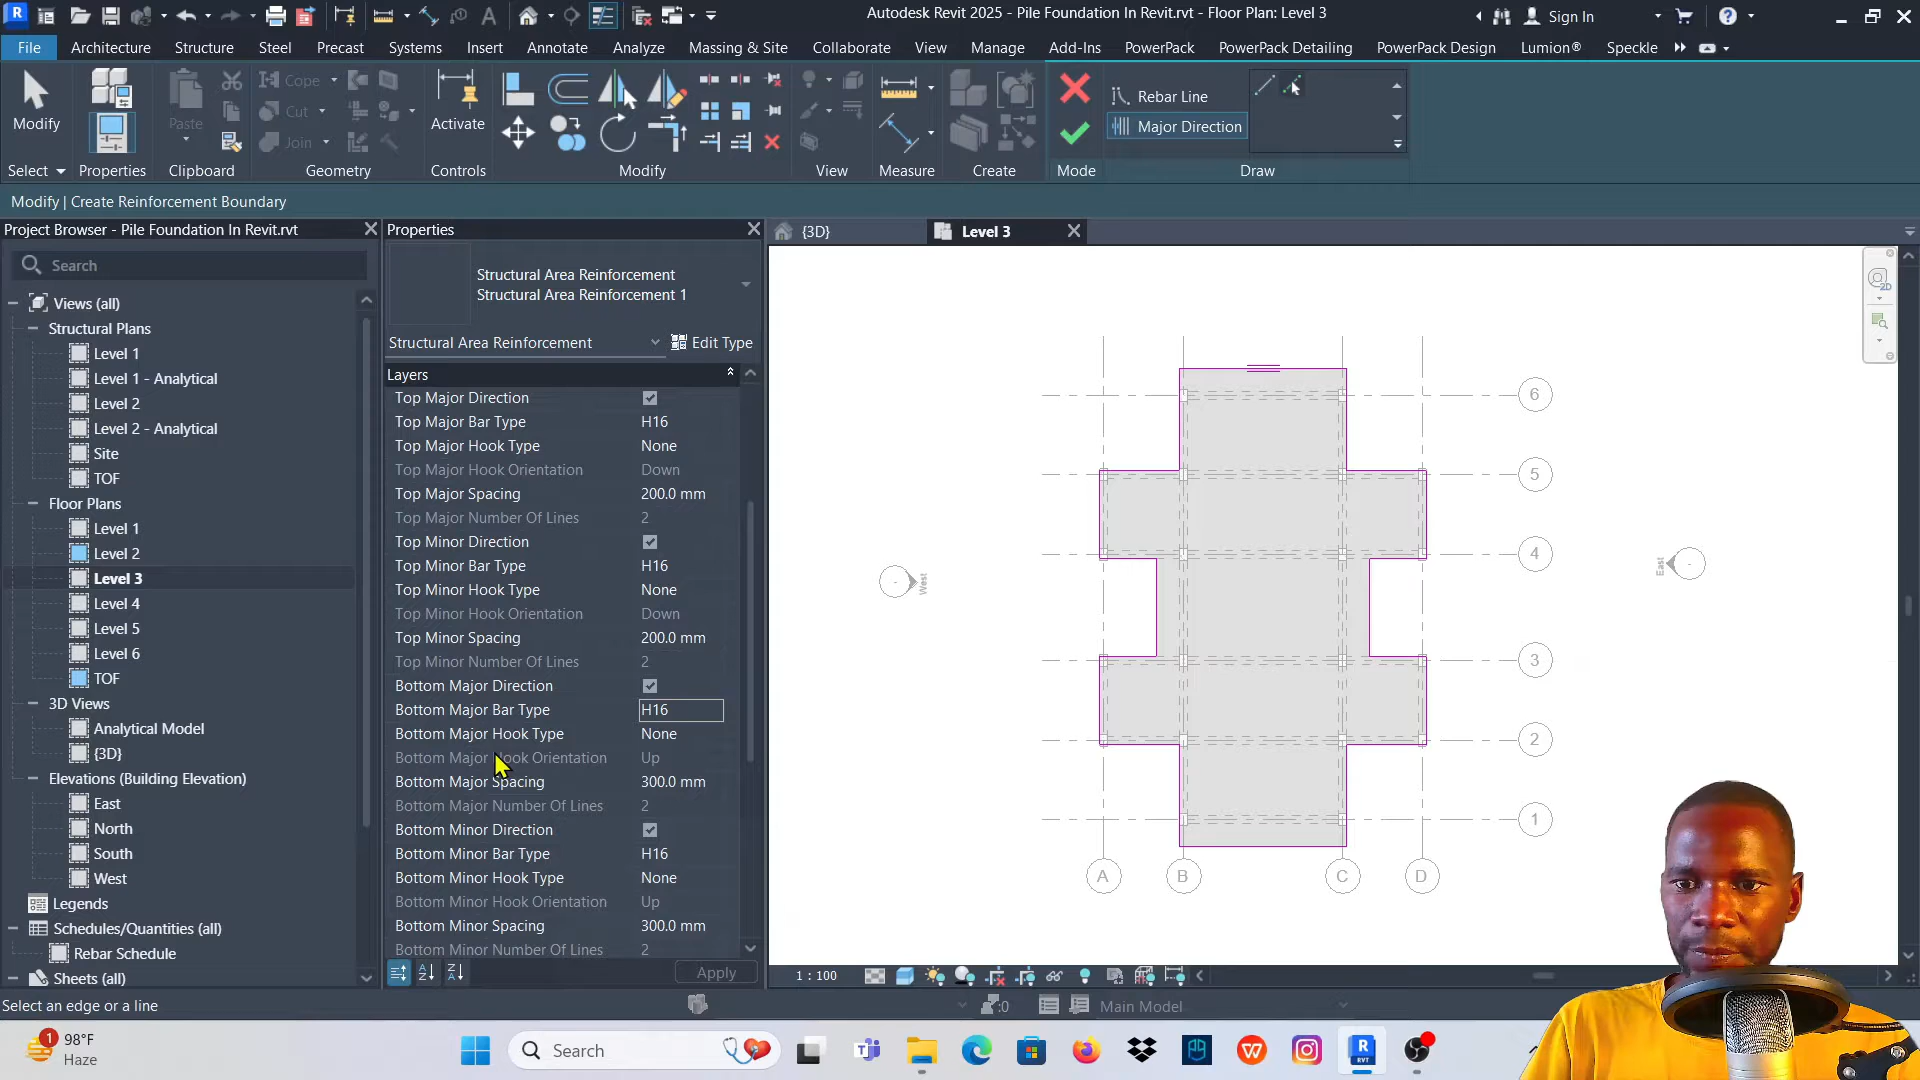 Autodesk Revit 2025 - Pile Foundation In Revit.rvt - Floor Plan: Level 3
Sign In
File
Architecture
Structure
Steel
Precast
Systems
Insert
Annotate
Analyze
Massing & Site
Collaborate
View
Manage
Add-Ins
PowerPack
PowerPack Detailing
PowerPack Design
Lumion®
Speckle
Modify
Paste
Cope
Cut
Join
Activate
Rebar Line
Major Direction
Select
Properties
Clipboard
Geometry
Controls
Modify
View
Measure
Create
Mode
Draw
Modify | Create Reinforcement Boundary
Project Browser - Pile Foundation In Revit.rvt
Search
Views (all)
Structural Plans
Level 1
Level 1 - Analytical
Level 2
Level 2 - Analytical
Site
TOF
Floor Plans
Level 1
Level 2
Level 3
Level 4
Level 5
Level 6
TOF
3D Views
Analytical Model
{3D}
Elevations (Building Elevation)
East
North
South
West
Legends
Schedules/Quantities (all)
Rebar Schedule
Sheets (all)
Properties
Structural Area Reinforcement
Structural Area Reinforcement 1
Structural Area Reinforcement
Edit Type
Layers
Top Major Direction
Top Major Bar Type H16
Top Major Hook Type None
Top Major Hook Orientation Down
Top Major Spacing 200.0 mm
Top Major Number Of Lines 2
Top Minor Direction
Top Minor Bar Type H16
Top Minor Hook Type None
Top Minor Hook Orientation Down
Top Minor Spacing 200.0 mm
Top Minor Number Of Lines 2
Bottom Major Direction
Bottom Major Bar Type H16
Bottom Major Hook Type None
Bottom Major Hook Orientation Up
Bottom Major Spacing 300.0 mm
Bottom Major Number Of Lines 2
Bottom Minor Direction
Bottom Minor Bar Type H16
Bottom Minor Hook Type None
Bottom Minor Hook Orientation Up
Bottom Minor Spacing 300.0 mm
Bottom Minor Number Of Lines 2
Apply
{3D}
Level 3
2D
6
5
4
3
2
1
A
B
C
D
West
East
1 : 100
Select an edge or a line
:0
Main Model
1
98°F
Haze
Search
RVT